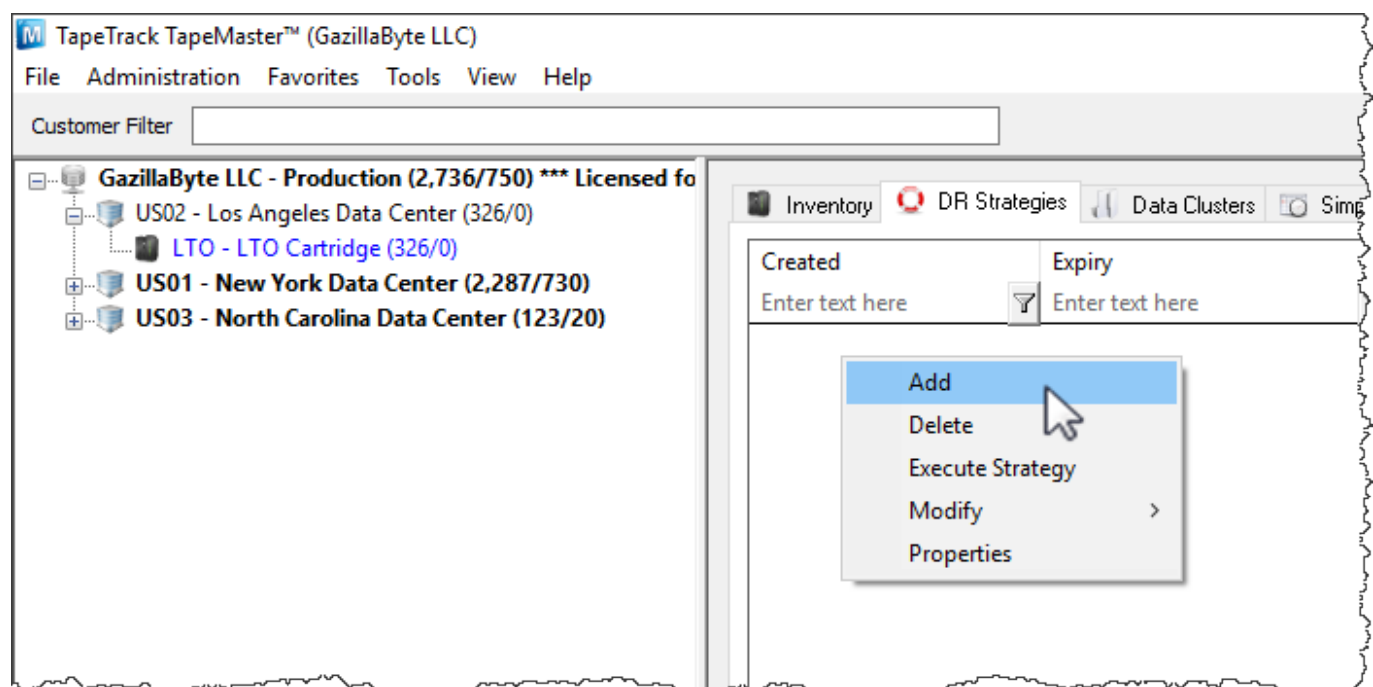 TapeTrack TapeMaster™ (GazillaByte LLC)
File Administration Favorites Tools View Help
Customer Filter
GazillaByte LLC - Production (2,736/750) *** Licensed fo
US02 - Los Angeles Data Center (326/0)
LTO - LTO Cartridge (326/0)
US01 - New York Data Center (2,287/730)
US03 - North Carolina Data Center (123/20)
Inventory DR Strategies Data Clusters Simp
Created Expiry
Enter text here Enter text here
Add
Delete
Execute Strategy
Modify >
Properties